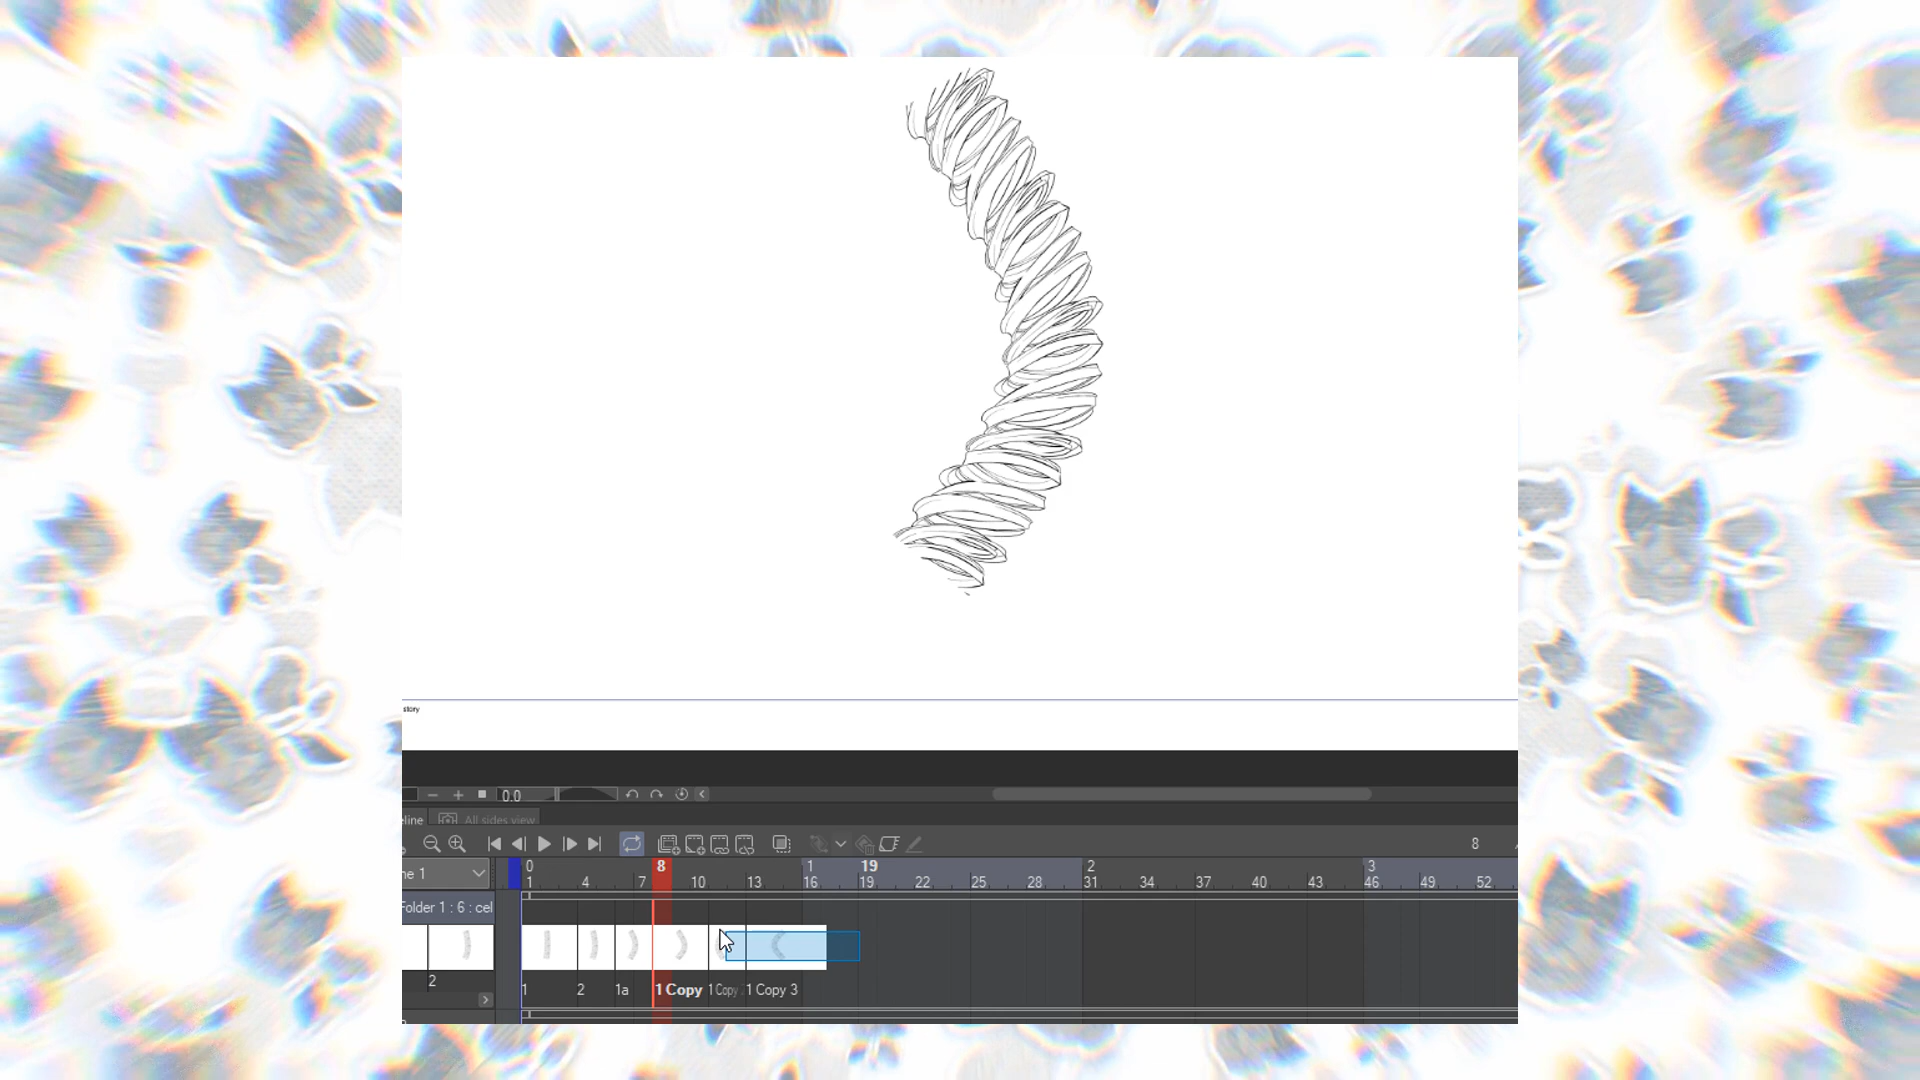 story
0.0
eline
All sides view
8
ne 1
0 8 1 19 2 3
1 4 7 10 13 16 19 22 25 28 31 34 37 40 43 46 49 52
Folder 1 : 6 : cel
2
1 2 1a 1 Copy 1 Copy 1 Copy 3